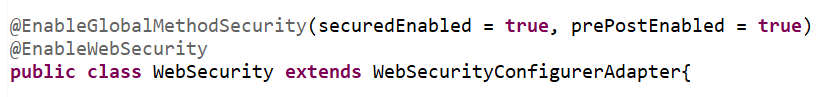 @EnableGlobalMethodSecurity(securedEnabled = true, prePostEnabled = true)
@EnableWebSecurity
public class WebSecurity extends WebSecurityConfigurerAdapter{